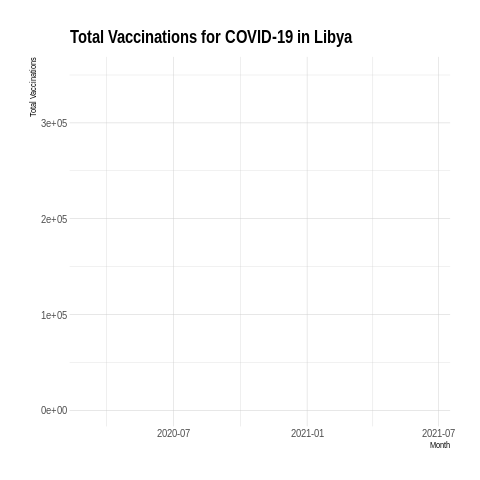 Total Vaccinations for COVID-19 in Libya
Total Vaccinations
3e+05
2e+05
1e+05
0e+00
2020-07 2021-01 2021-07
Month